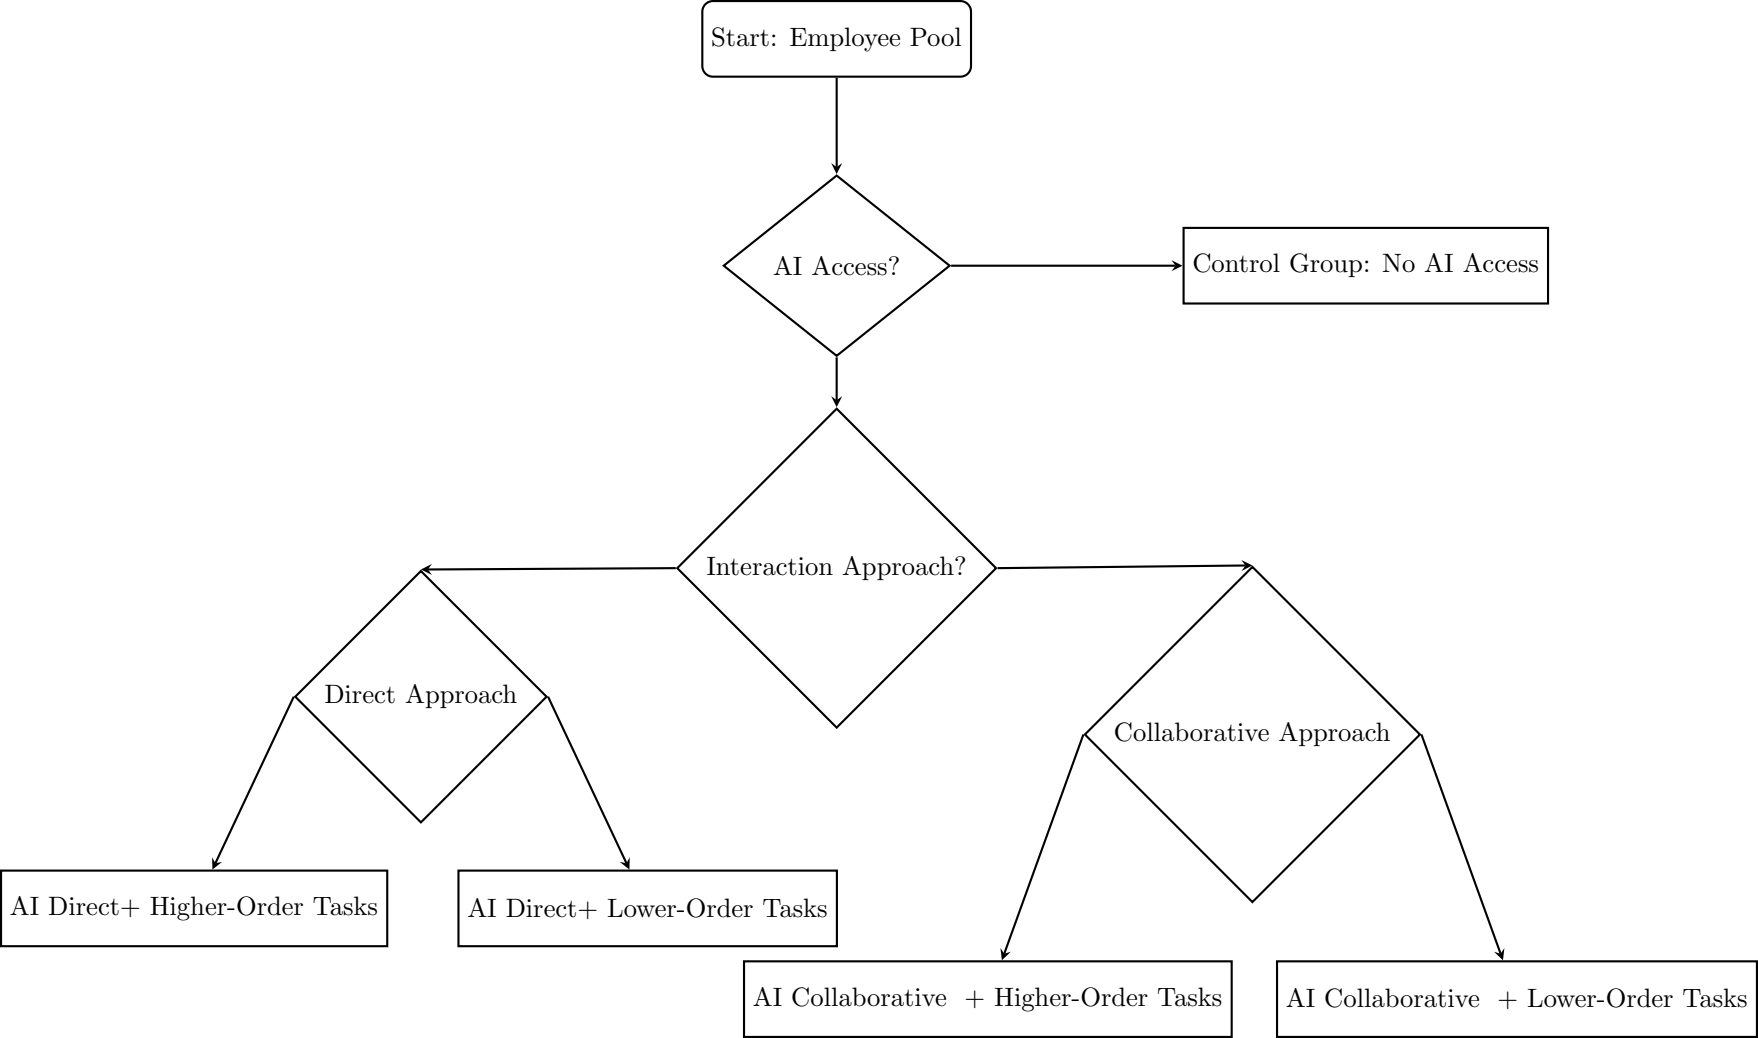 Start: Employee Pool
AI Access?
Control Group: No AI Access
Interaction Approach?
Direct Approach
Collaborative Approach
AI Direct+ Higher-Order Tasks
AI Direct+ Lower-Order Tasks
AI Collaborative + Higher-Order Tasks
AI Collaborative + Lower-Order Tasks